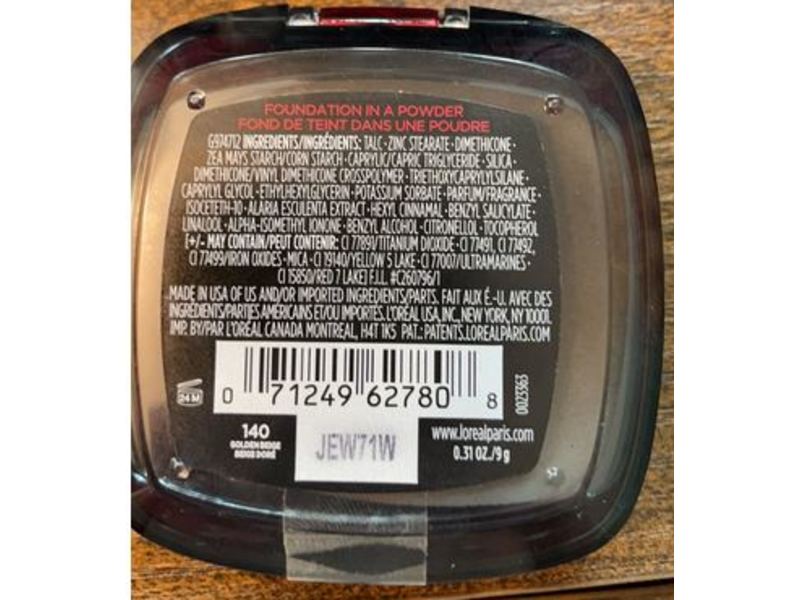 FOUNDATION IN A POWDER
FOND DE TEINT DANS UNE POUDRE
G974712 INGREDIENTS/INGRÉDIENTS: TALC · ZINC STEARATE · DIMETHICONE ·
ZEA MAYS STARCH/CORN STARCH · CAPRYLIC/CAPRIC TRIGLYCERIDE · SILICA ·
DIMETHICONE/VINYL DIMETHICONE CROSSPOLYMER · TRIETHOXYCAPRYLYLSILANE ·
CAPRYLYL GLYCOL · ETHYLHEXYLGLYCERIN · POTASSIUM SORBATE · PARFUM/FRAGRANCE ·
ISOCETETH-10 · ALARIA ESCULENTA EXTRACT · HEXYL CINNAMAL · BENZYL SALICYLATE ·
LINALOOL · ALPHA-ISOMETHYL IONONE · BENZYL ALCOHOL · CITRONELLOL · TOCOPHEROL
[+/- MAY CONTAIN/PEUT CONTENIR: CI 77891/TITANIUM DIOXIDE · CI 77491, CI 77492,
CI 77499/IRON OXIDES · MICA · CI 19140/YELLOW 5 LAKE · CI 77007/ULTRAMARINES ·
CI 15850/RED 7 LAKE] F.I.L. #C260796/1
MADE IN USA OF US AND/OR IMPORTED INGREDIENTS/PARTS. FAIT AUX É.-U. AVEC DES
INGRÉDIENTS/PARTIES AMÉRICAINS ET/OU IMPORTÉS. L'ORÉAL USA, INC., NEW YORK, NY 10001,
IMP. BY/PAR L'ORÉAL CANADA MONTREAL, H4T 1K5 PAT.: PATENTS.LOREALPARIS.COM
24 M
0 71249 62780 8
0023363
140
GOLDEN BEIGE
BEIGE DORÉ
JEW71W
www.lorealparis.com
0.31 OZ./9 g